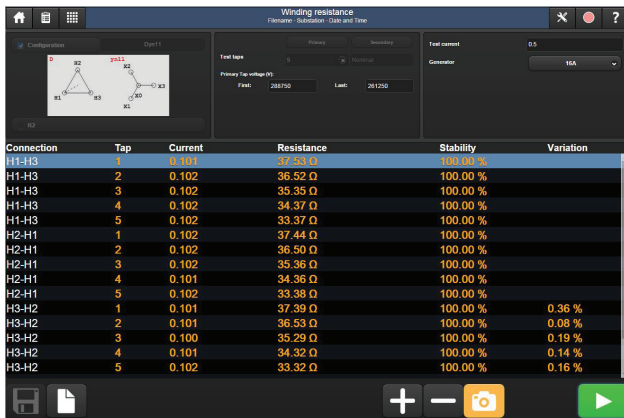 Winding resistance
Filename - Substation - Date and Time
?
Configuration Dyn11
D H2 H1 H3
yn11 X2 X3 X0 X1
H2
Primary Secondary
Test taps 5 Nominal
Primary Tap voltage (V):
First: 288750 Last: 261250
Test current 0.5
Generator 16A
Connection Tap Current Resistance Stability Variation
H1-H3 1 0.101 37.53 Ω 100.00 %
H1-H3 2 0.102 36.52 Ω 100.00 %
H1-H3 3 0.102 35.35 Ω 100.00 %
H1-H3 4 0.102 34.37 Ω 100.00 %
H1-H3 5 0.102 33.37 Ω 100.00 %
H2-H1 1 0.102 37.44 Ω 100.00 %
H2-H1 2 0.102 36.50 Ω 100.00 %
H2-H1 3 0.102 35.36 Ω 100.00 %
H2-H1 4 0.101 34.36 Ω 100.00 %
H2-H1 5 0.102 33.38 Ω 100.00 %
H3-H2 1 0.101 37.39 Ω 100.00 % 0.36 %
H3-H2 2 0.101 36.53 Ω 100.00 % 0.08 %
H3-H2 3 0.100 35.29 Ω 100.00 % 0.19 %
H3-H2 4 0.101 34.32 Ω 100.00 % 0.14 %
H3-H2 5 0.102 33.32 Ω 100.00 % 0.16 %